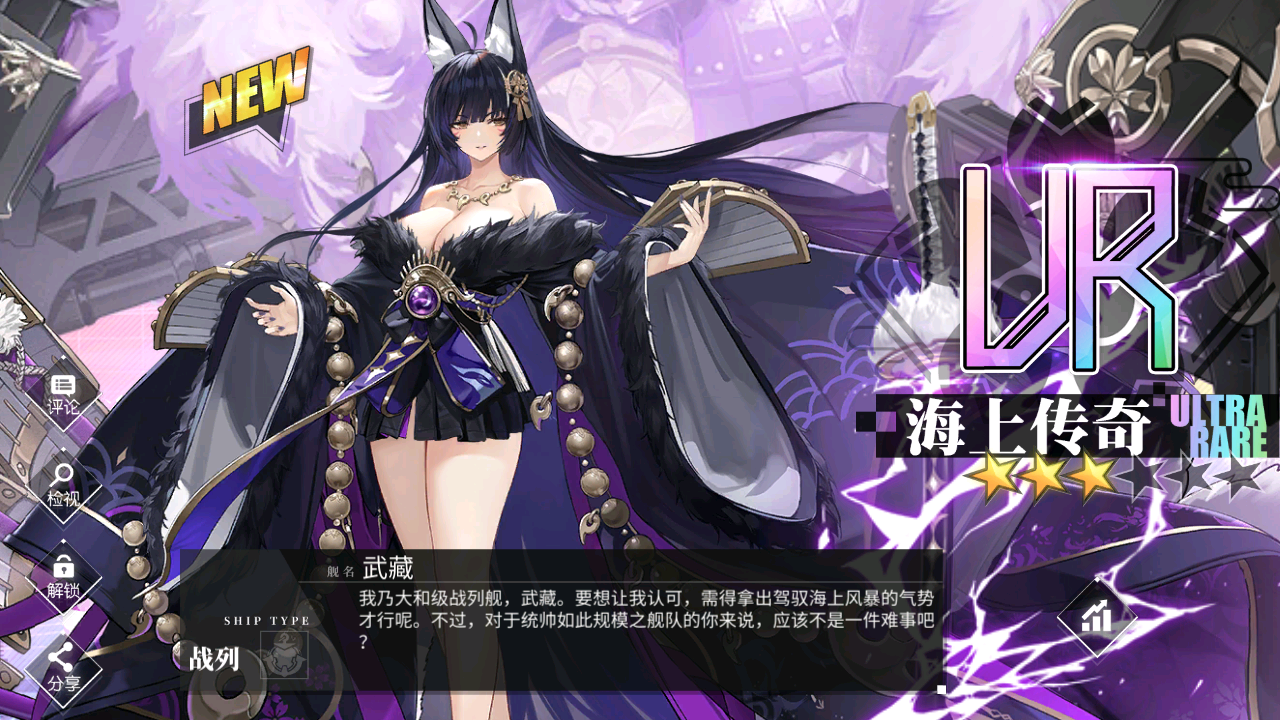 NEW
UR
海上传奇
ULTRA
RARE
评论
检视
解锁
分享
舰名 武藏
我乃大和级战列舰，武藏。要想让我认可，需得拿出驾驭海上风暴的气势
才行呢。不过，对于统帅如此规模之舰队的你来说，应该不是一件难事吧
？
SHIP TYPE
战列